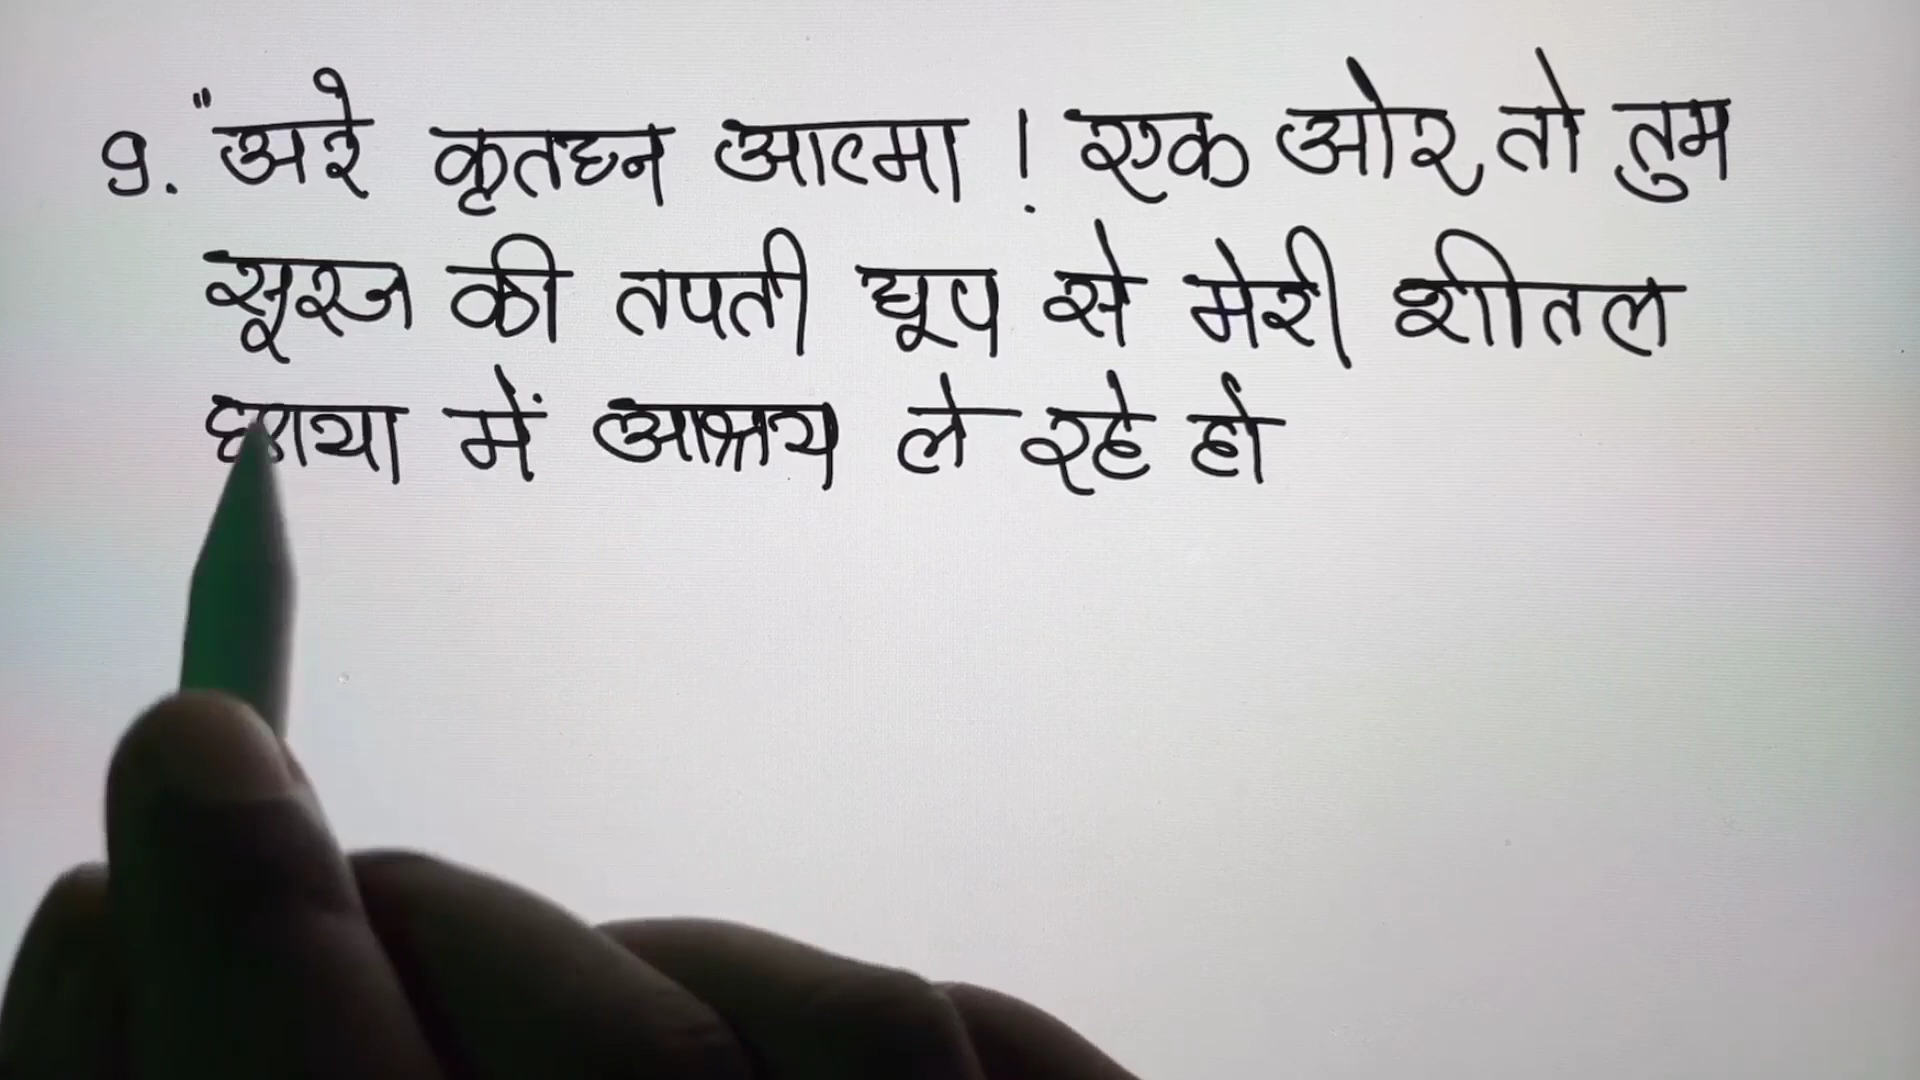 9. "अरे कृतघ्न आत्मा ! एक ओर तो तुम
सूरज की तपती धूप से मेरी शीतल
छाया में आश्रय ले रहे हो